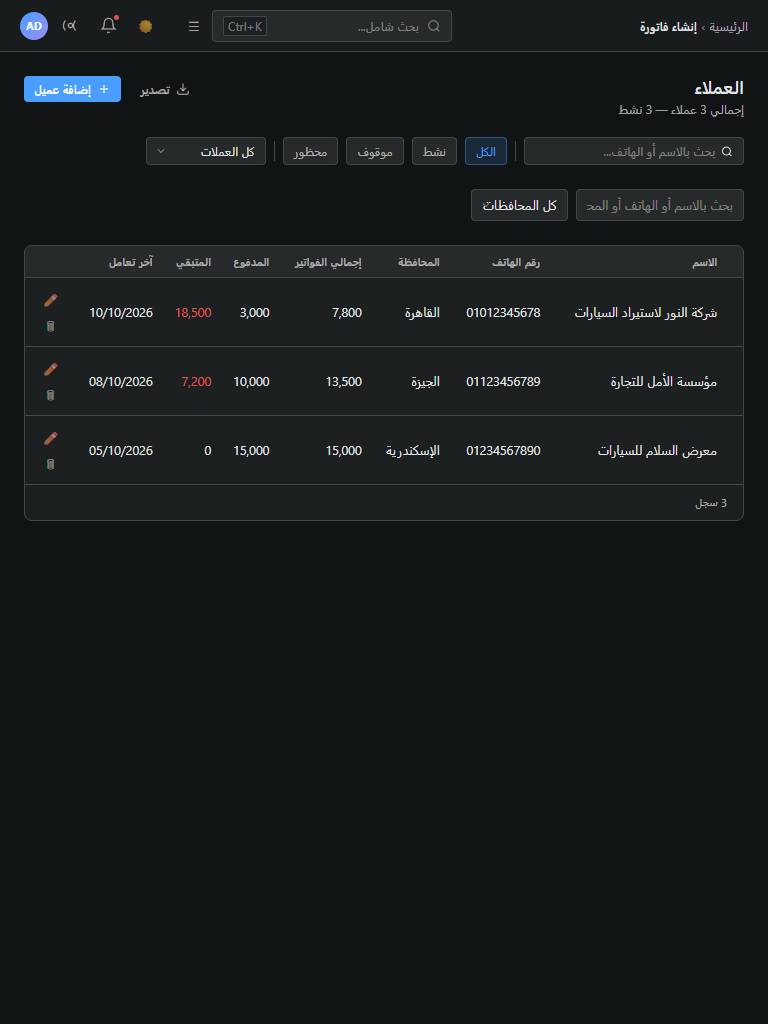 الرئيسية › إنشاء فاتورة
بحث شامل... Ctrl+K
AD
العملاء
إجمالي 3 عملاء — 3 نشط
تصدير
إضافة عميل +
بحث بالاسم أو الهاتف...
الكل
نشط
موقوف
محظور
كل العملات
بحث بالاسم أو الهاتف أو المح
كل المحافظات
الاسم رقم الهاتف المحافظة إجمالي الفواتير المدفوع المتبقي آخر تعامل
شركة النور لاستيراد السيارات 01012345678 القاهرة 7,800 3,000 18,500 10/10/2026
مؤسسة الأمل للتجارة 01123456789 الجيزة 13,500 10,000 7,200 08/10/2026
معرض السلام للسيارات 01234567890 الإسكندرية 15,000 15,000 0 05/10/2026
3 سجل